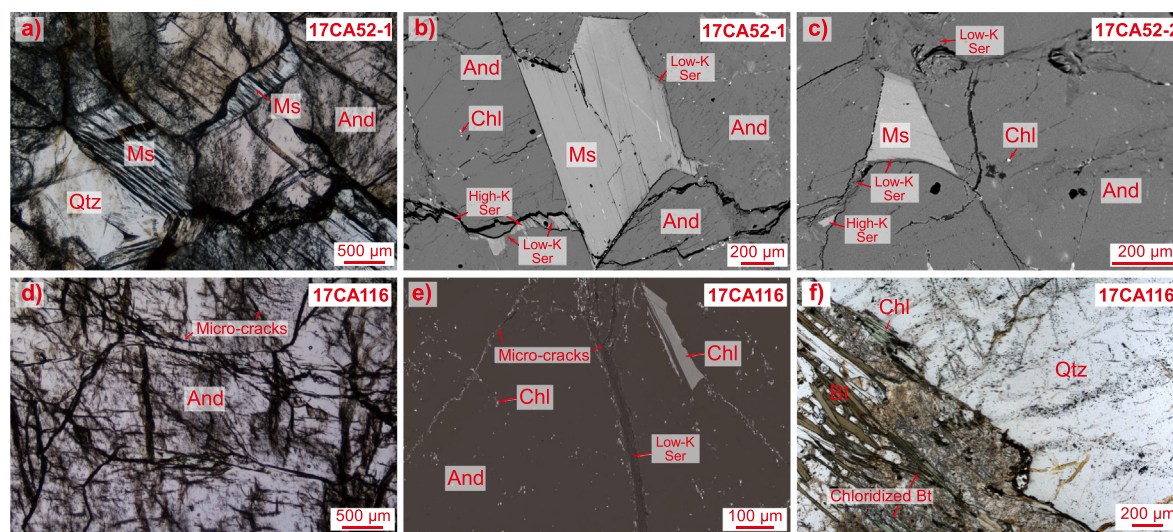 a)
17CA52-1
Ms
And
Ms
Qtz
500 µm
b)
17CA52-1
And
Low-K
Ser
Chl
And
Ms
High-K
Ser
And
Low-K
Ser
200 µm
c)
17CA52-2
Low-K
Ser
Ms
Chl
Low-K
Ser
And
High-K
Ser
200 µm
d)
17CA116
Micro-cracks
And
500 µm
e)
17CA116
Micro-cracks
Chl
Chl
Low-K
Ser
And
100 µm
f)
17CA116
Chl
Qtz
Bt
Chloridized Bt
200 µm